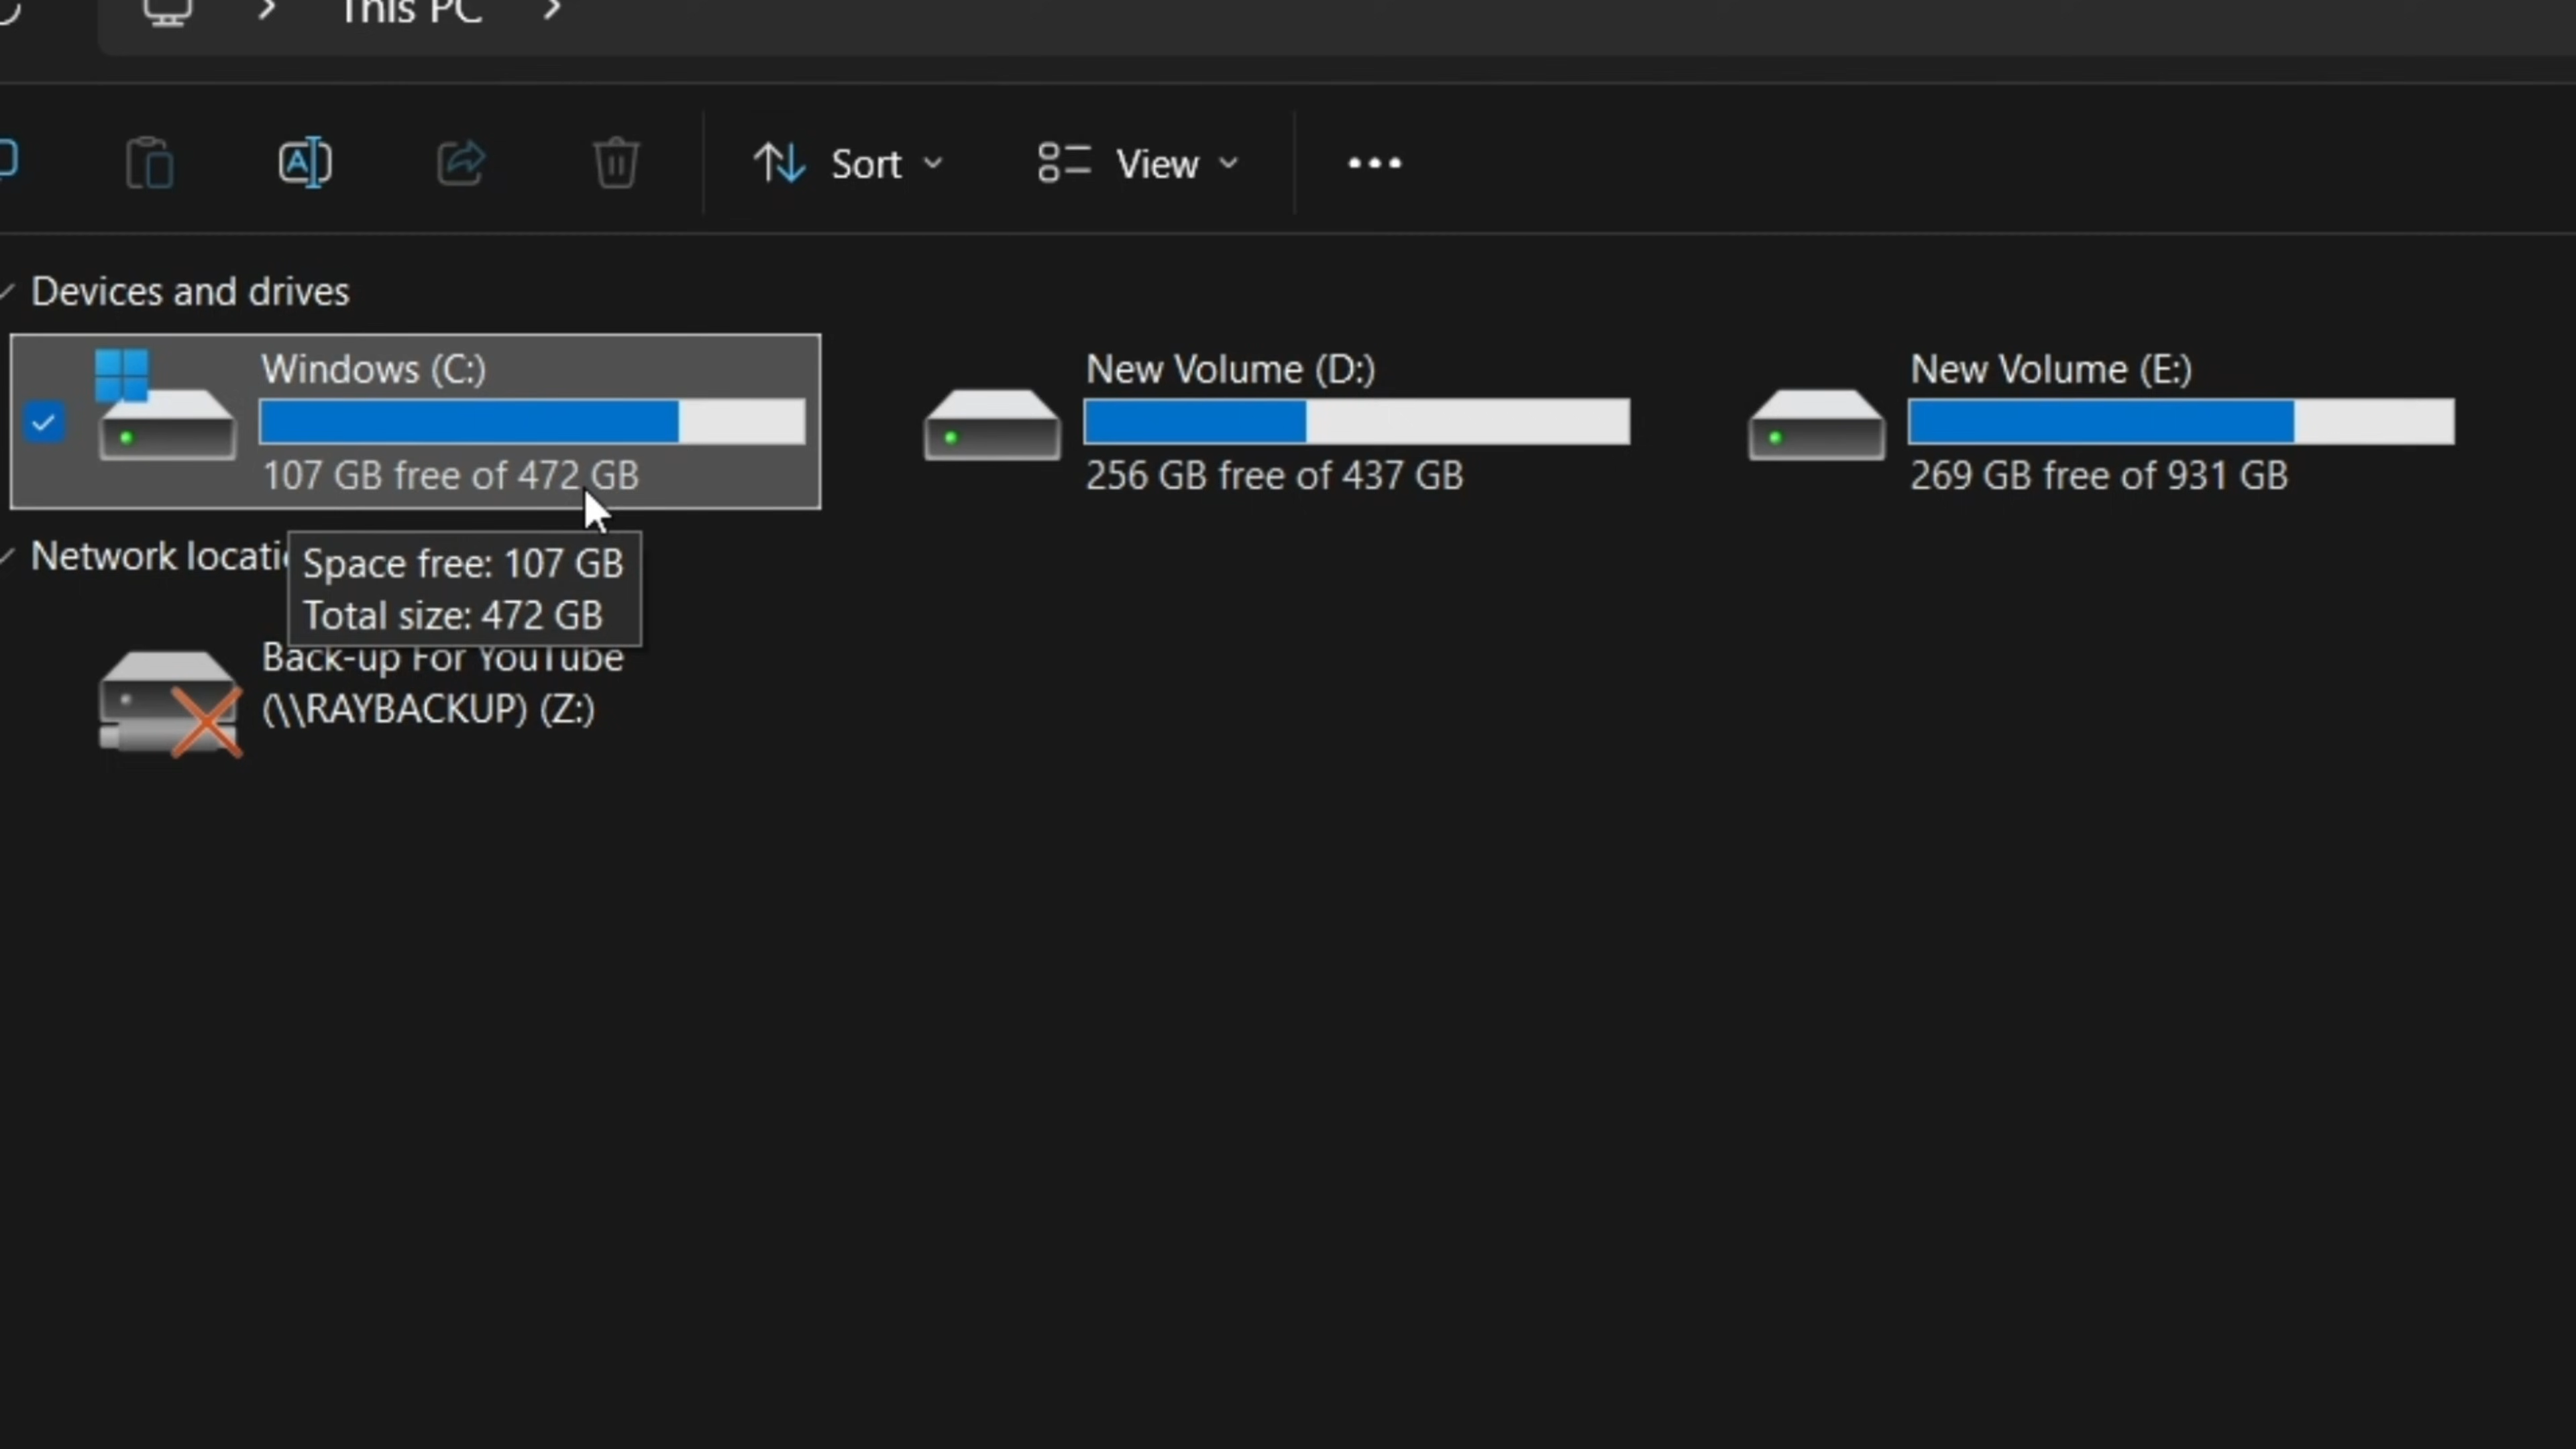 This PC
Sort
View
Devices and drives
Windows (C:)
107 GB free of 472 GB
New Volume (D:)
256 GB free of 437 GB
New Volume (E:)
269 GB free of 931 GB
Network locati
Space free: 107 GB
Total size: 472 GB
Back-up For YouTube
(\\RAYBACKUP) (Z:)